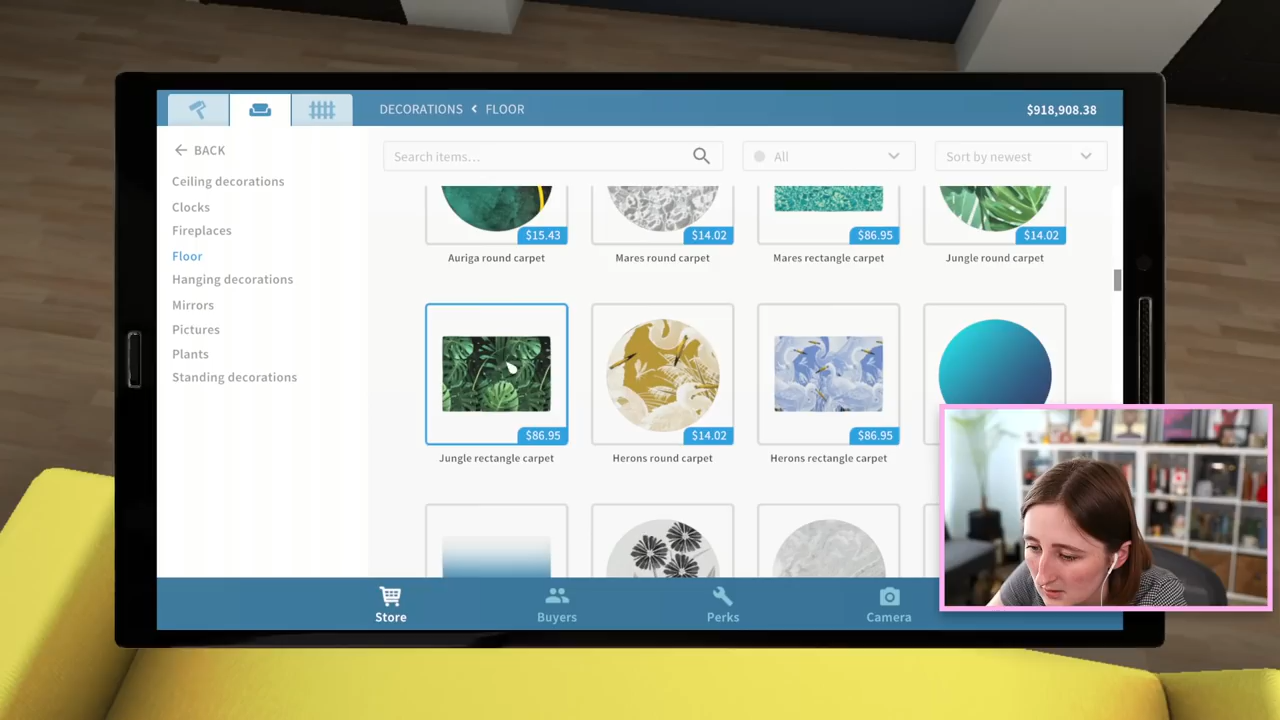 DECORATIONS < FLOOR
$918,908.38
BACK
Search items...
All
Sort by newest
Ceiling decorations
Clocks
Fireplaces
Floor
Hanging decorations
Mirrors
Pictures
Plants
Standing decorations
$15.43
$14.02
$86.95
$14.02
Auriga round carpet
Mares round carpet
Mares rectangle carpet
Jungle round carpet
$86.95
$14.02
$86.95
Jungle rectangle carpet
Herons round carpet
Herons rectangle carpet
Store
Buyers
Perks
Camera